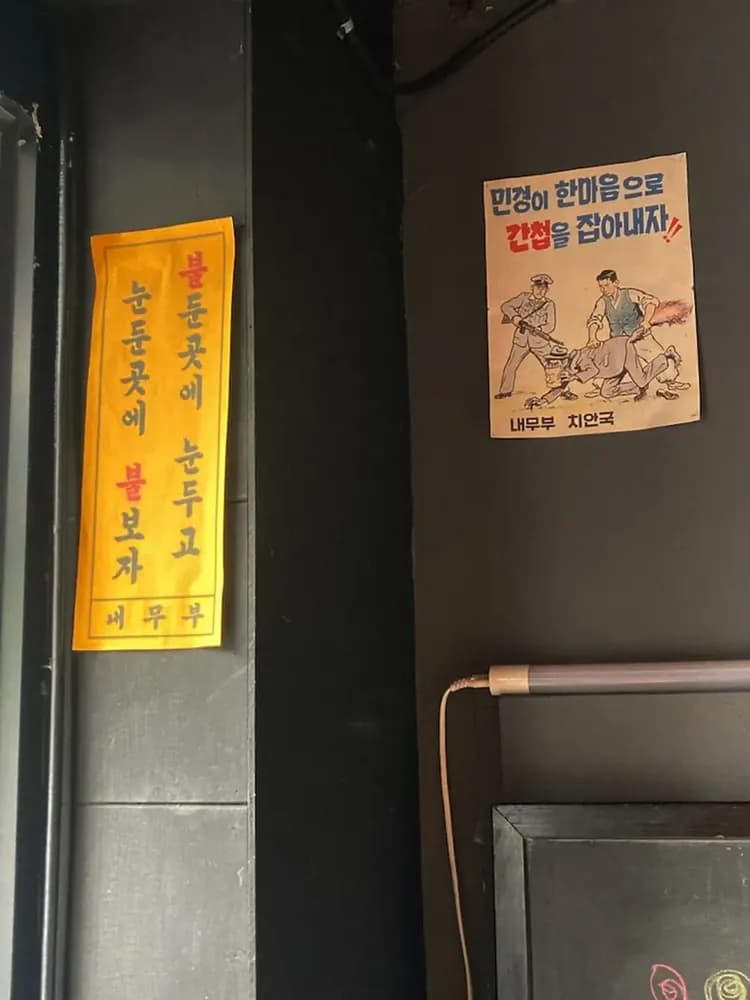 불둔곳에 눈두고
눈둔곳에 불보자
내무부
민경이 한마음으로
간첩을 잡아내자!!
내무부 치안국